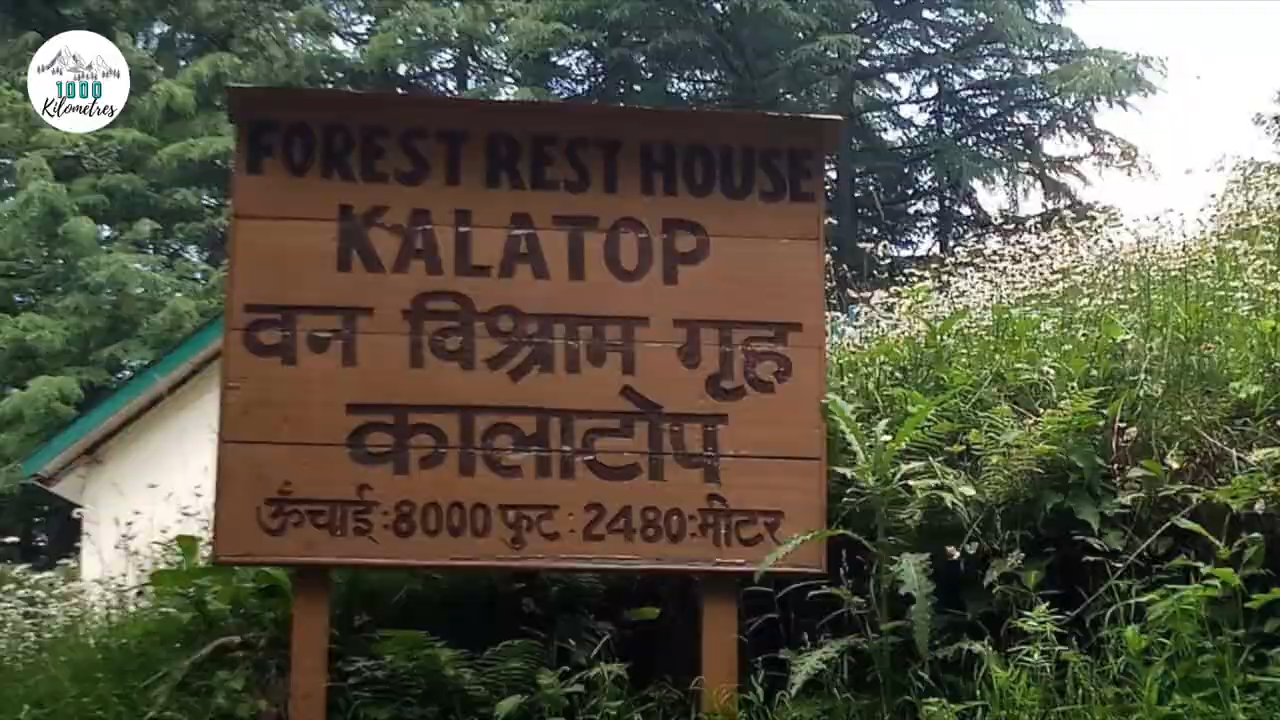 1000
Kilometres
FOREST REST HOUSE
KALATOP
वन विश्राम गृह
कालाटोप
ऊँचाई:8000 फुट : 2480:मीटर